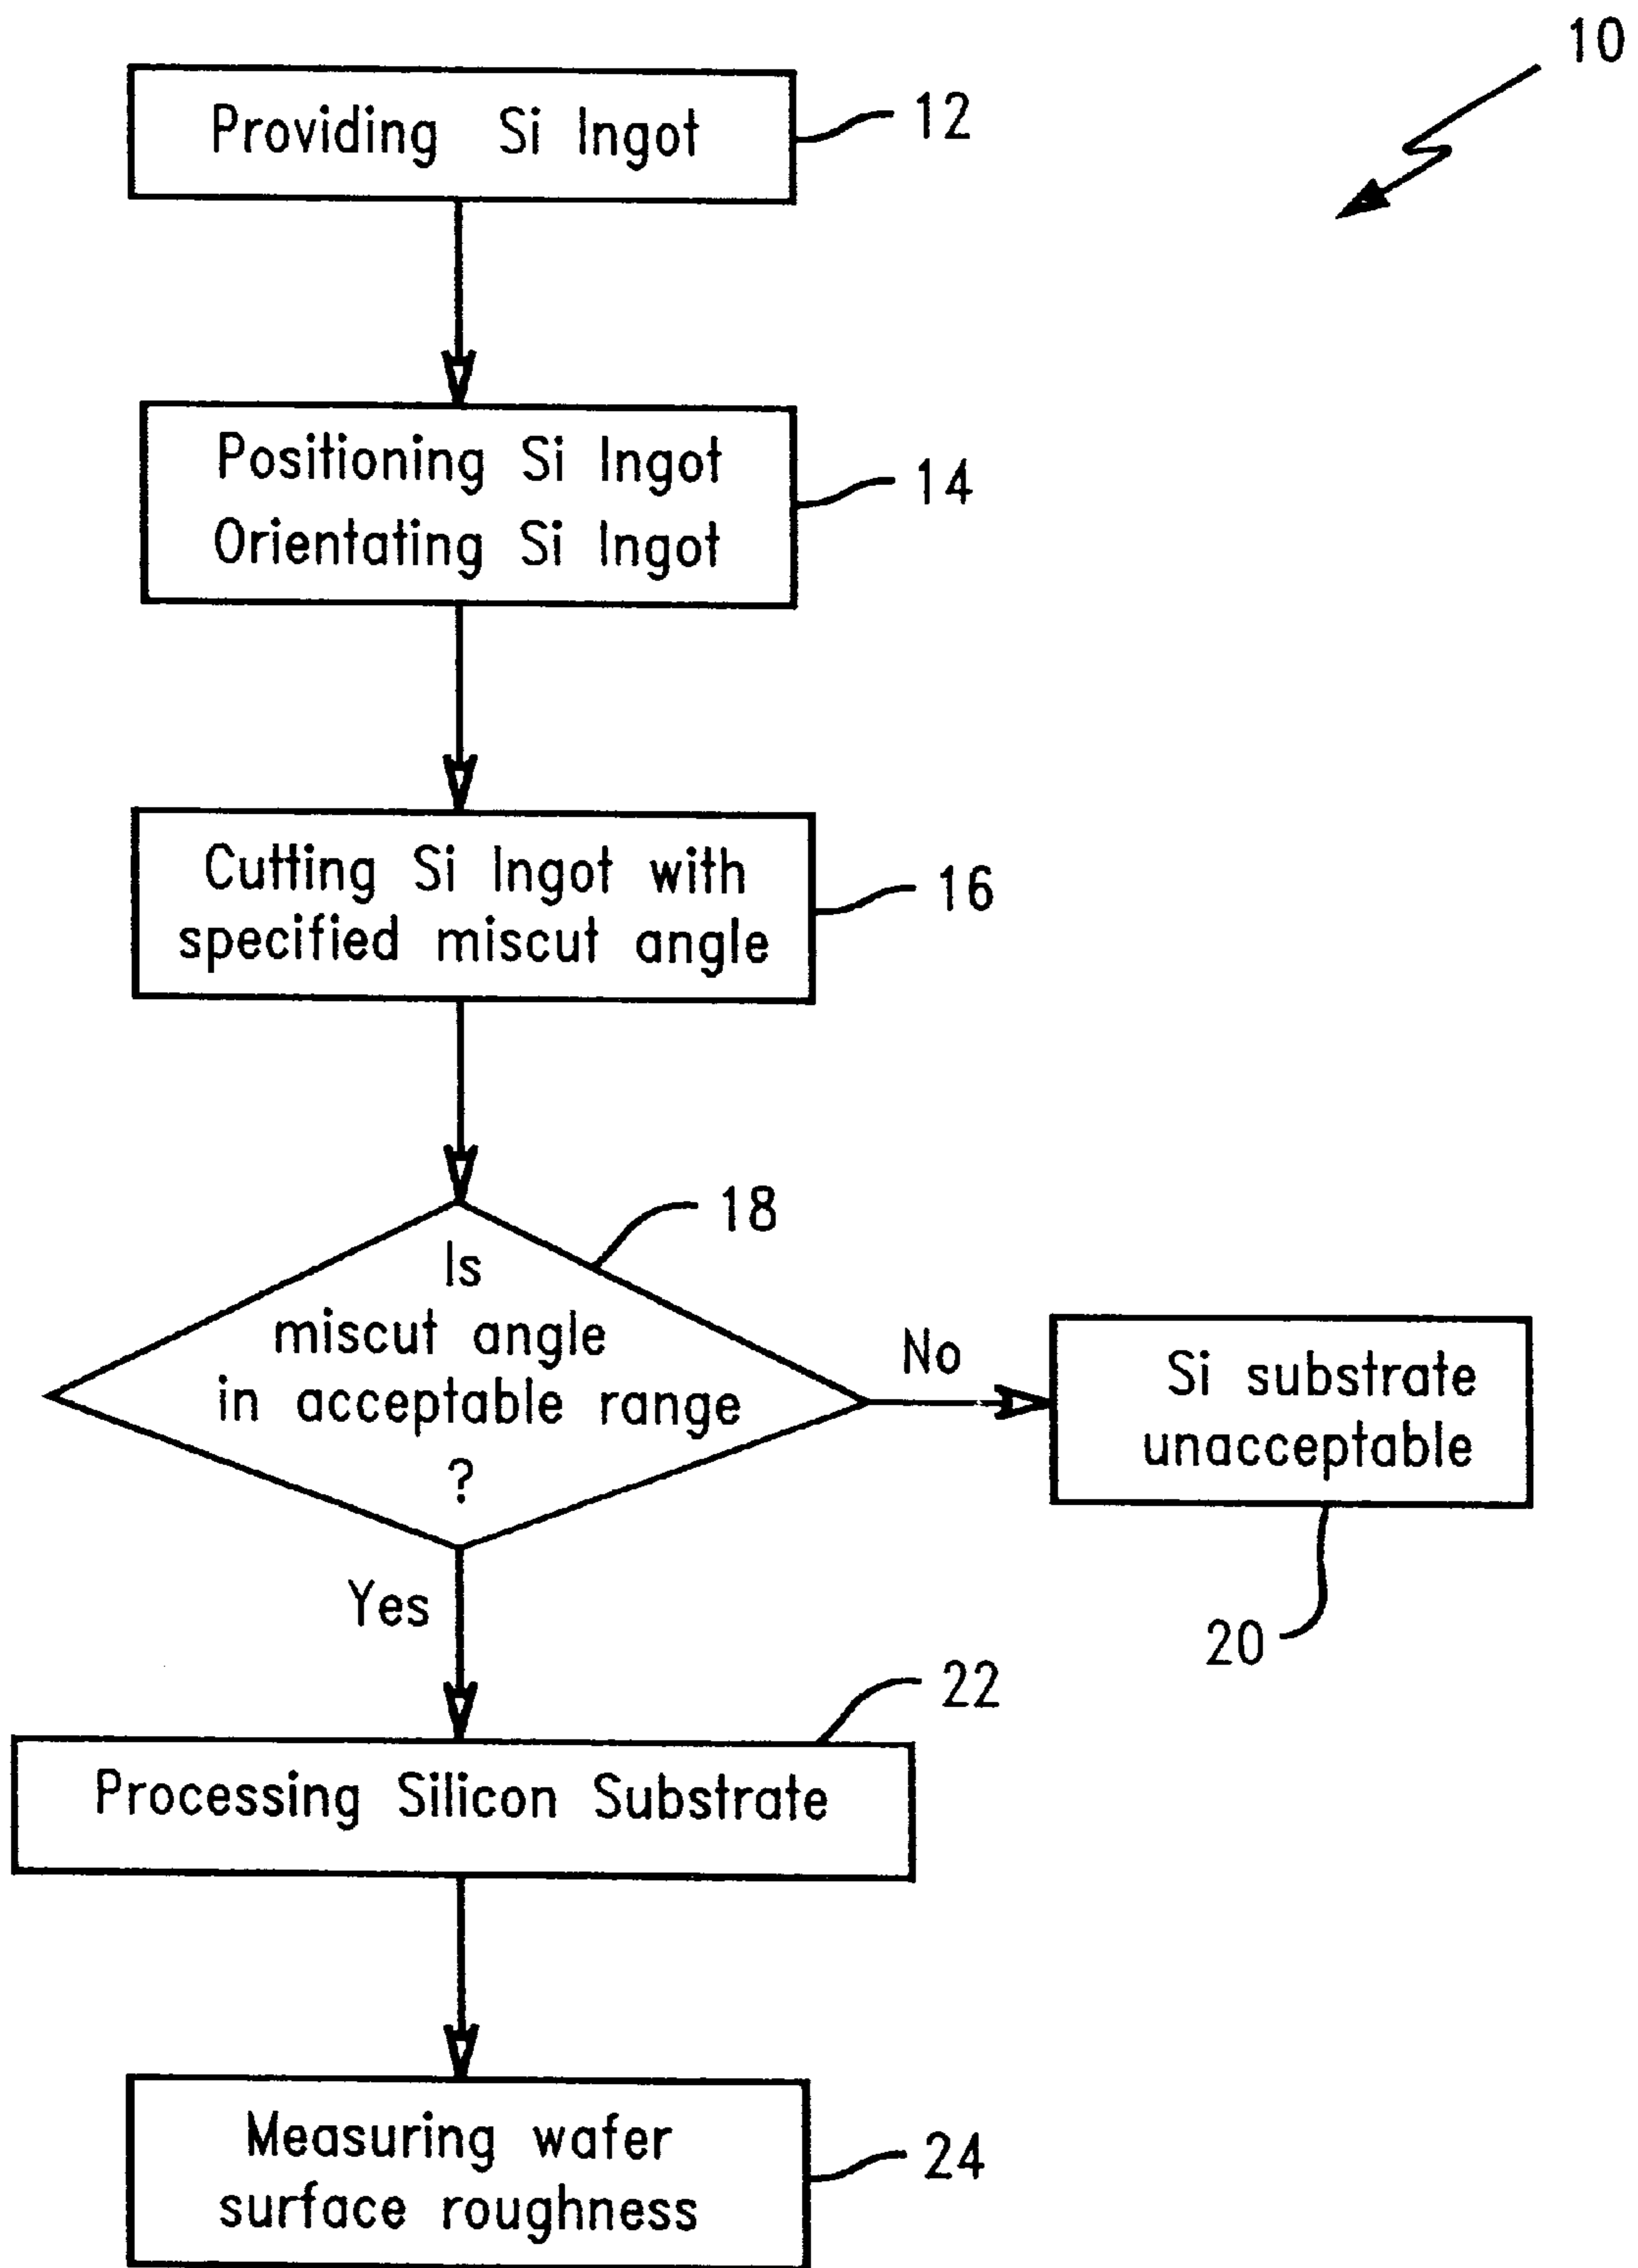 10
Providing Si Ingot
12
Positioning Si Ingot
Orientating Si Ingot
14
Cutting Si Ingot with
specified miscut angle
16
18
Is
miscut angle
in acceptable range
?
No
Si substrate
unacceptable
20
Yes
22
Processing Silicon Substrate
Measuring wafer
surface roughness
24